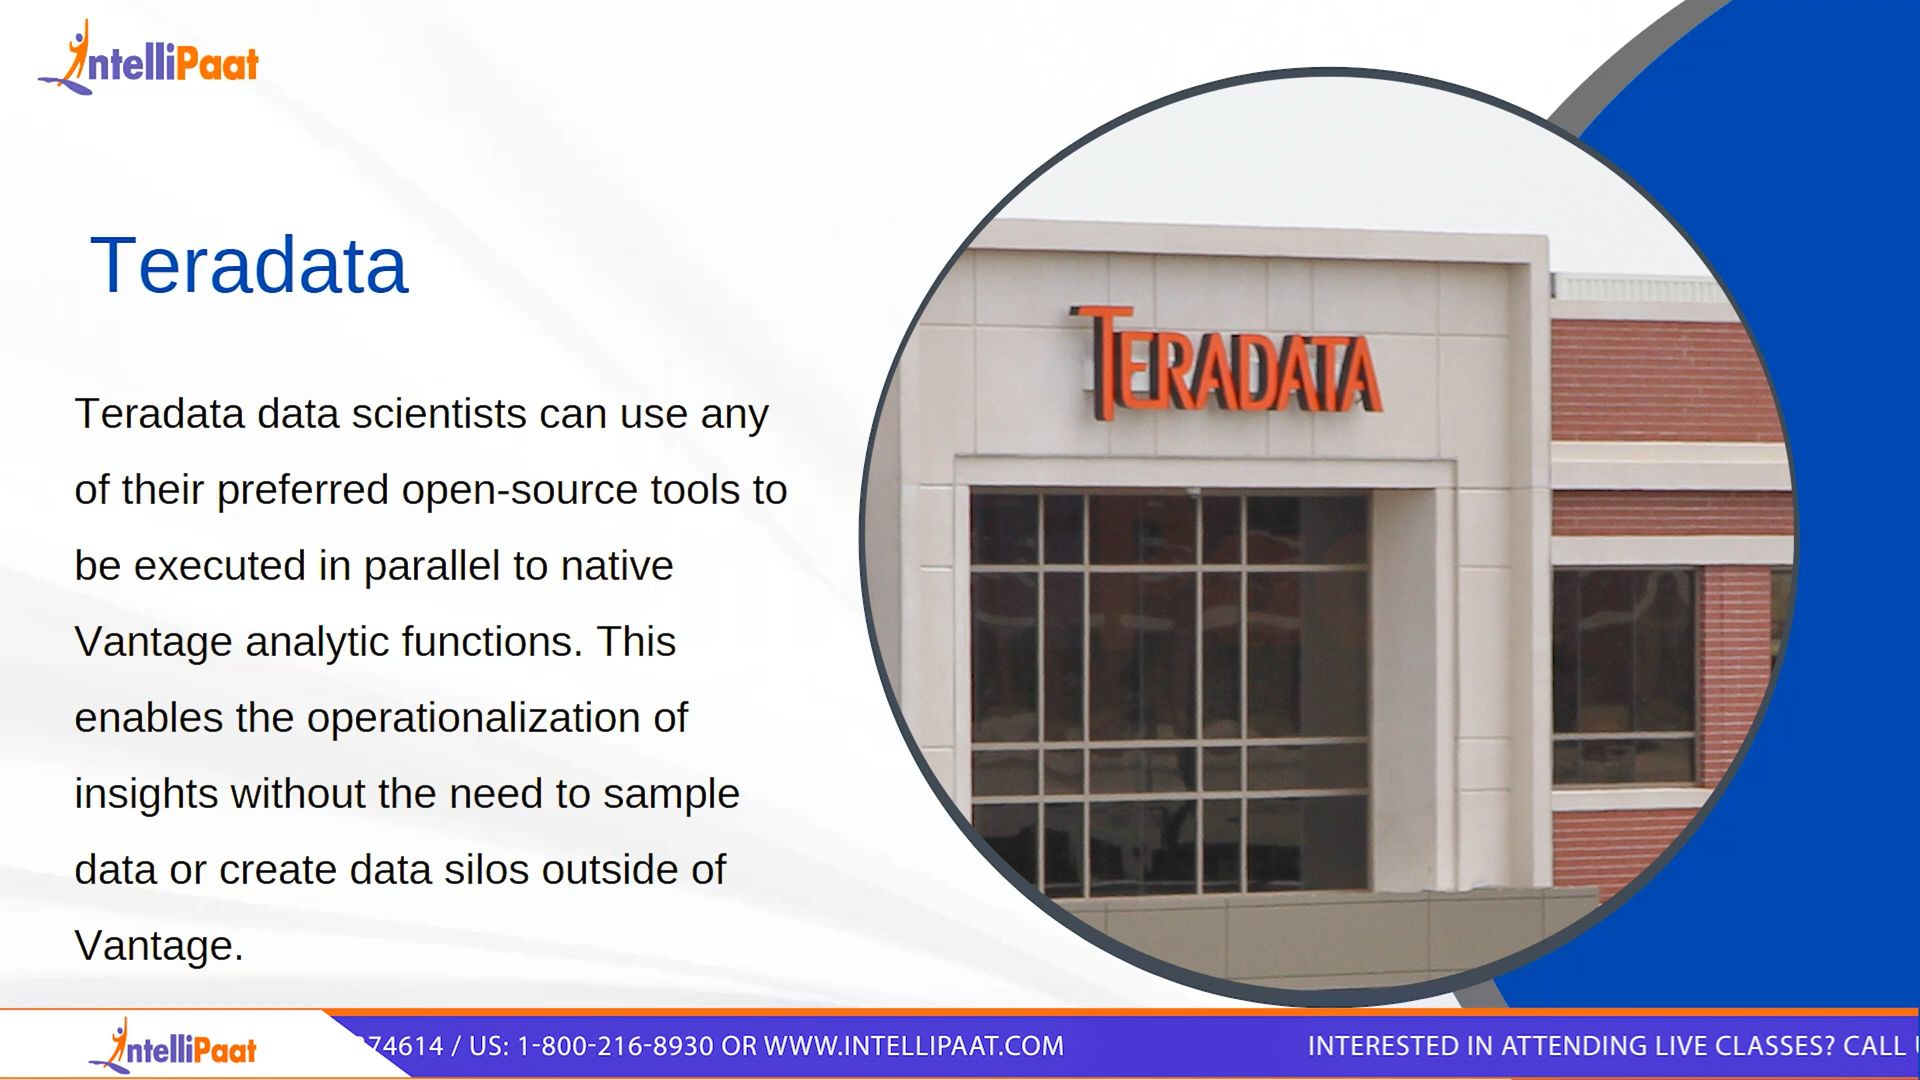 IntelliPaat
Teradata
TERADATA
Teradata data scientists can use any
of their preferred open-source tools to
be executed in parallel to native
Vantage analytic functions. This
enables the operationalization of
insights without the need to sample
data or create data silos outside of
Vantage.
IntelliPaat
74614 / US: 1-800-216-8930 OR WWW.INTELLIPAAT.COM
INTERESTED IN ATTENDING LIVE CLASSES? CALL